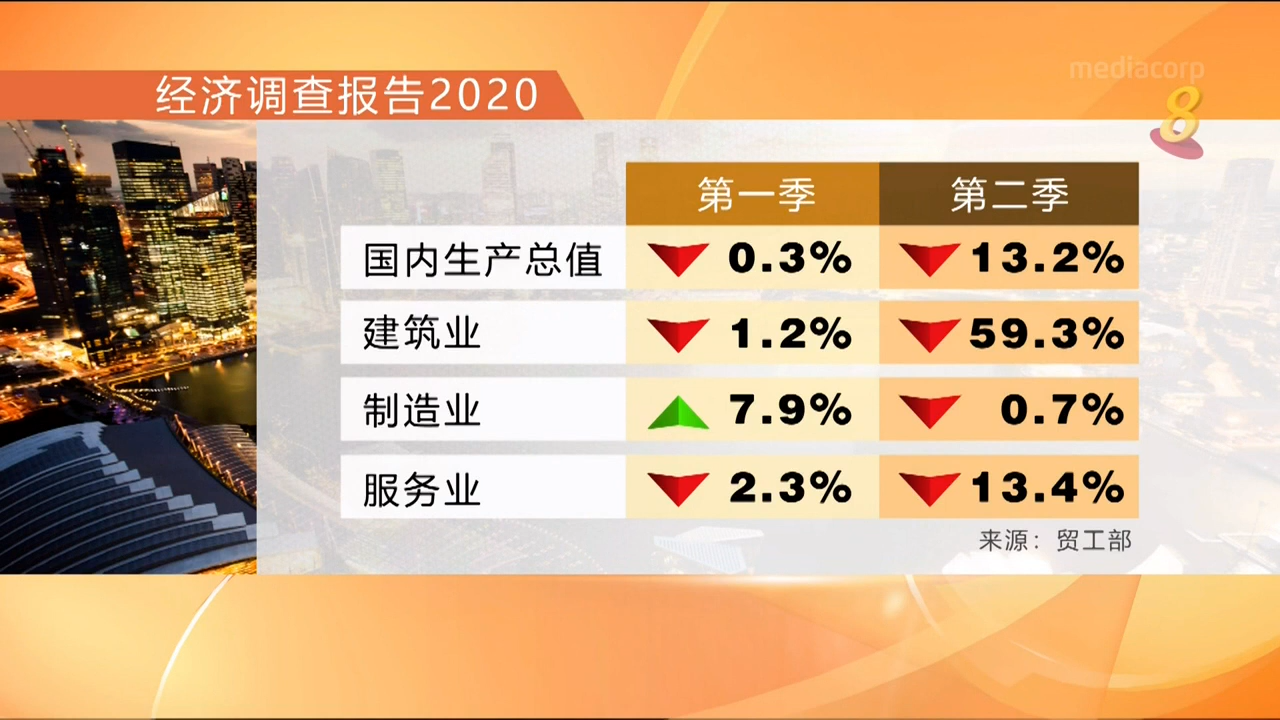 经济调查报告2020
mediacorp
8
第一季 第二季
国内生产总值 0.3% 13.2%
建筑业 1.2% 59.3%
制造业 7.9% 0.7%
服务业 2.3% 13.4%
来源：贸工部